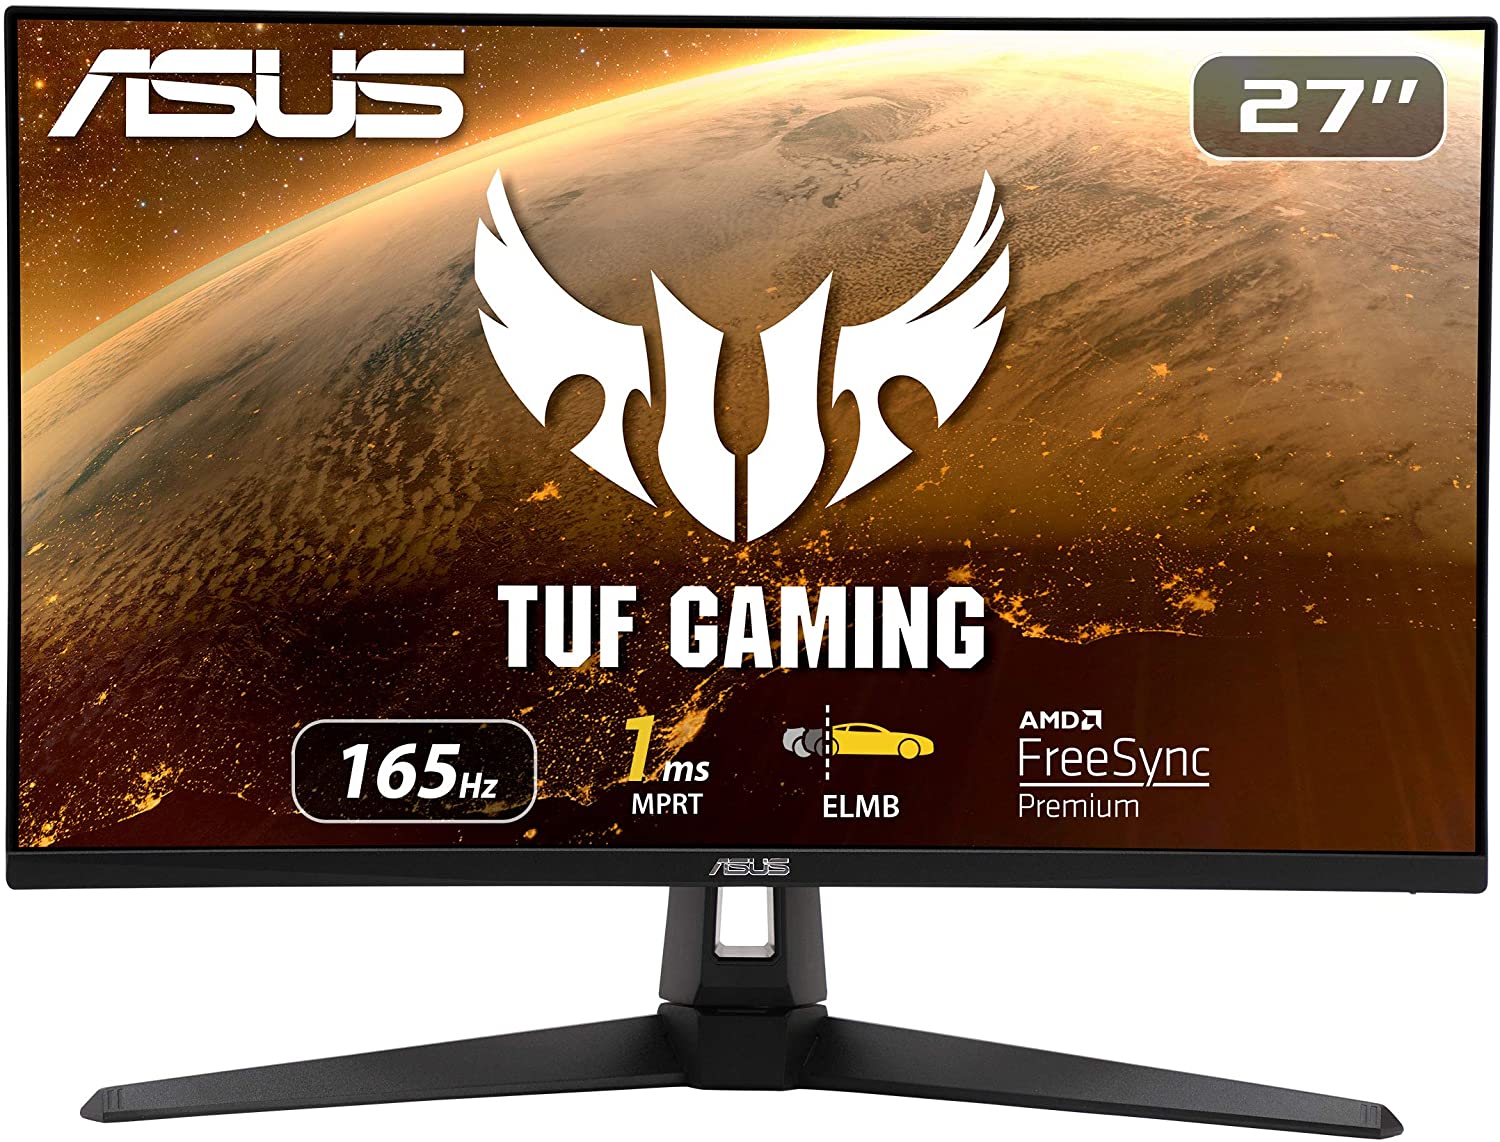 ASUS
27"
TUF GAMING
165Hz
1ms
MPRT
ELMB
AMD
FreeSync
Premium
ASUS